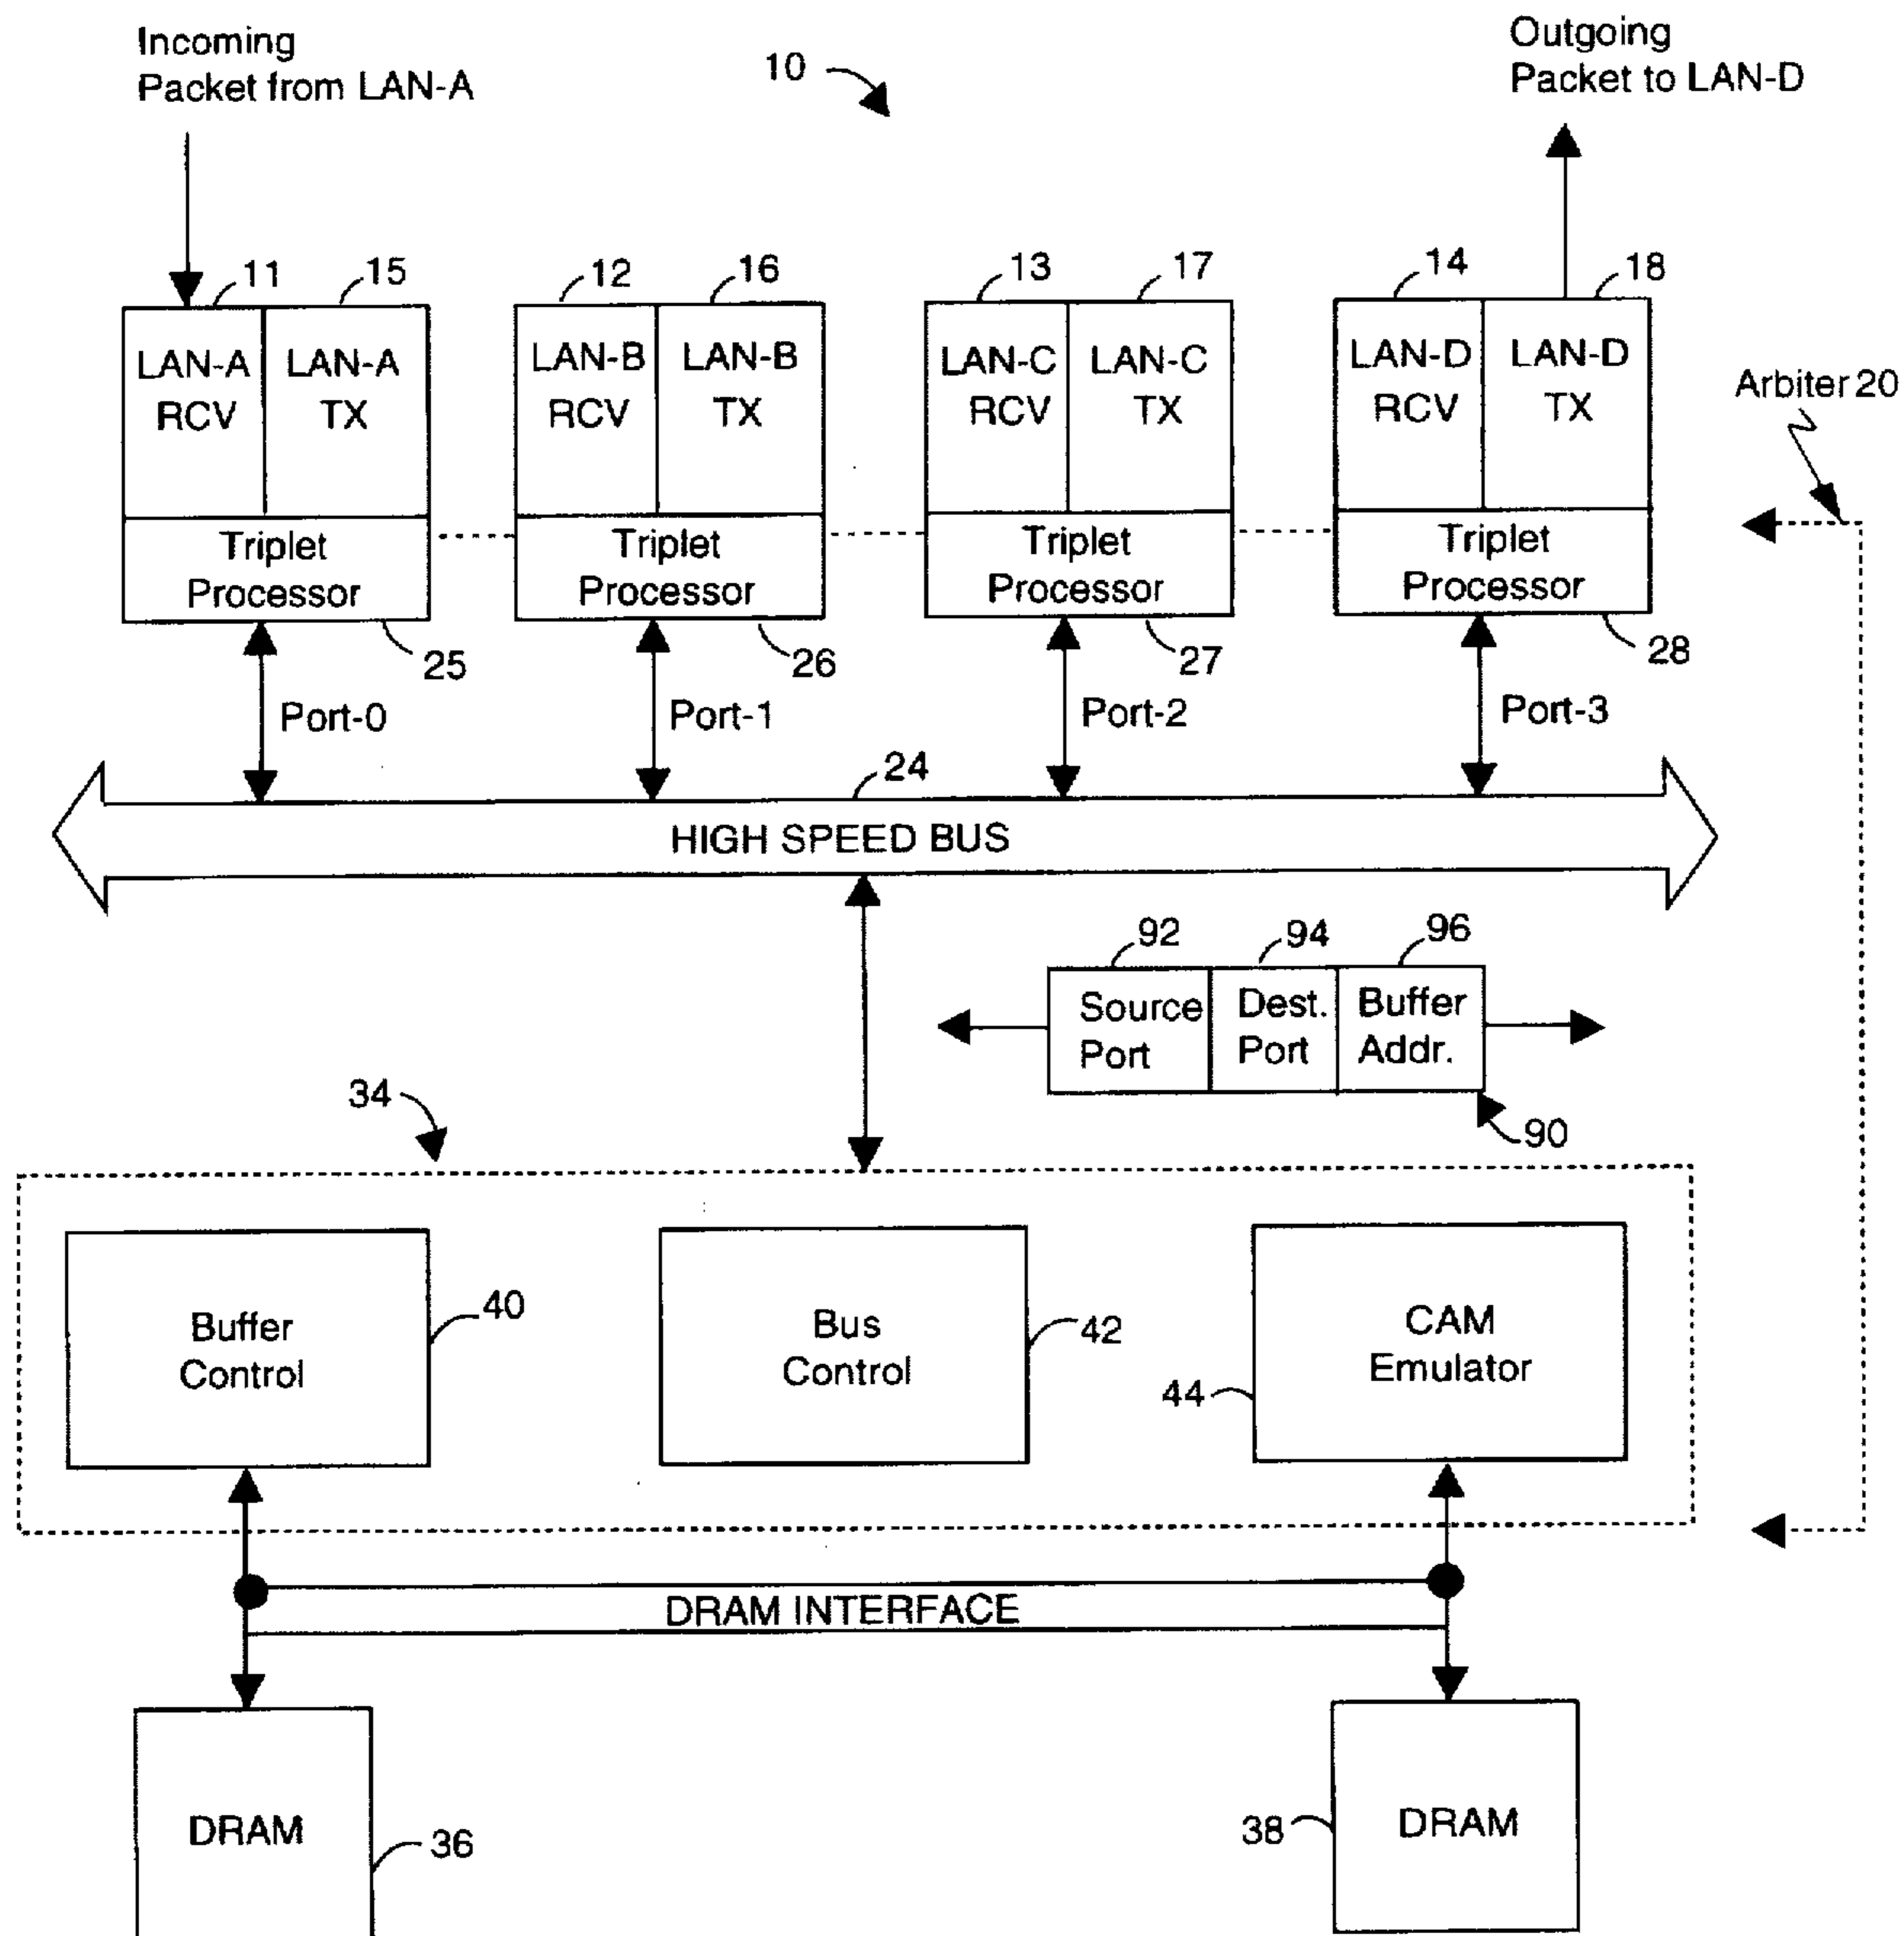 Incoming
Packet from LAN-A
10
Outgoing
Packet to LAN-D
11
15
12
16
13
17
14
18
LAN-A
RCV
LAN-A
TX
LAN-B
RCV
LAN-B
TX
LAN-C
RCV
LAN-C
TX
LAN-D
RCV
LAN-D
TX
Arbiter 20
Triplet
Processor
Triplet
Processor
Triplet
Processor
Triplet
Processor
25
26
27
28
Port-0
Port-1
Port-2
Port-3
24
HIGH SPEED BUS
92
94
96
Source
Port
Dest.
Port
Buffer
Addr.
90
34
Buffer
Control
40
Bus
Control
42
CAM
Emulator
44
DRAM INTERFACE
DRAM
36
38
DRAM